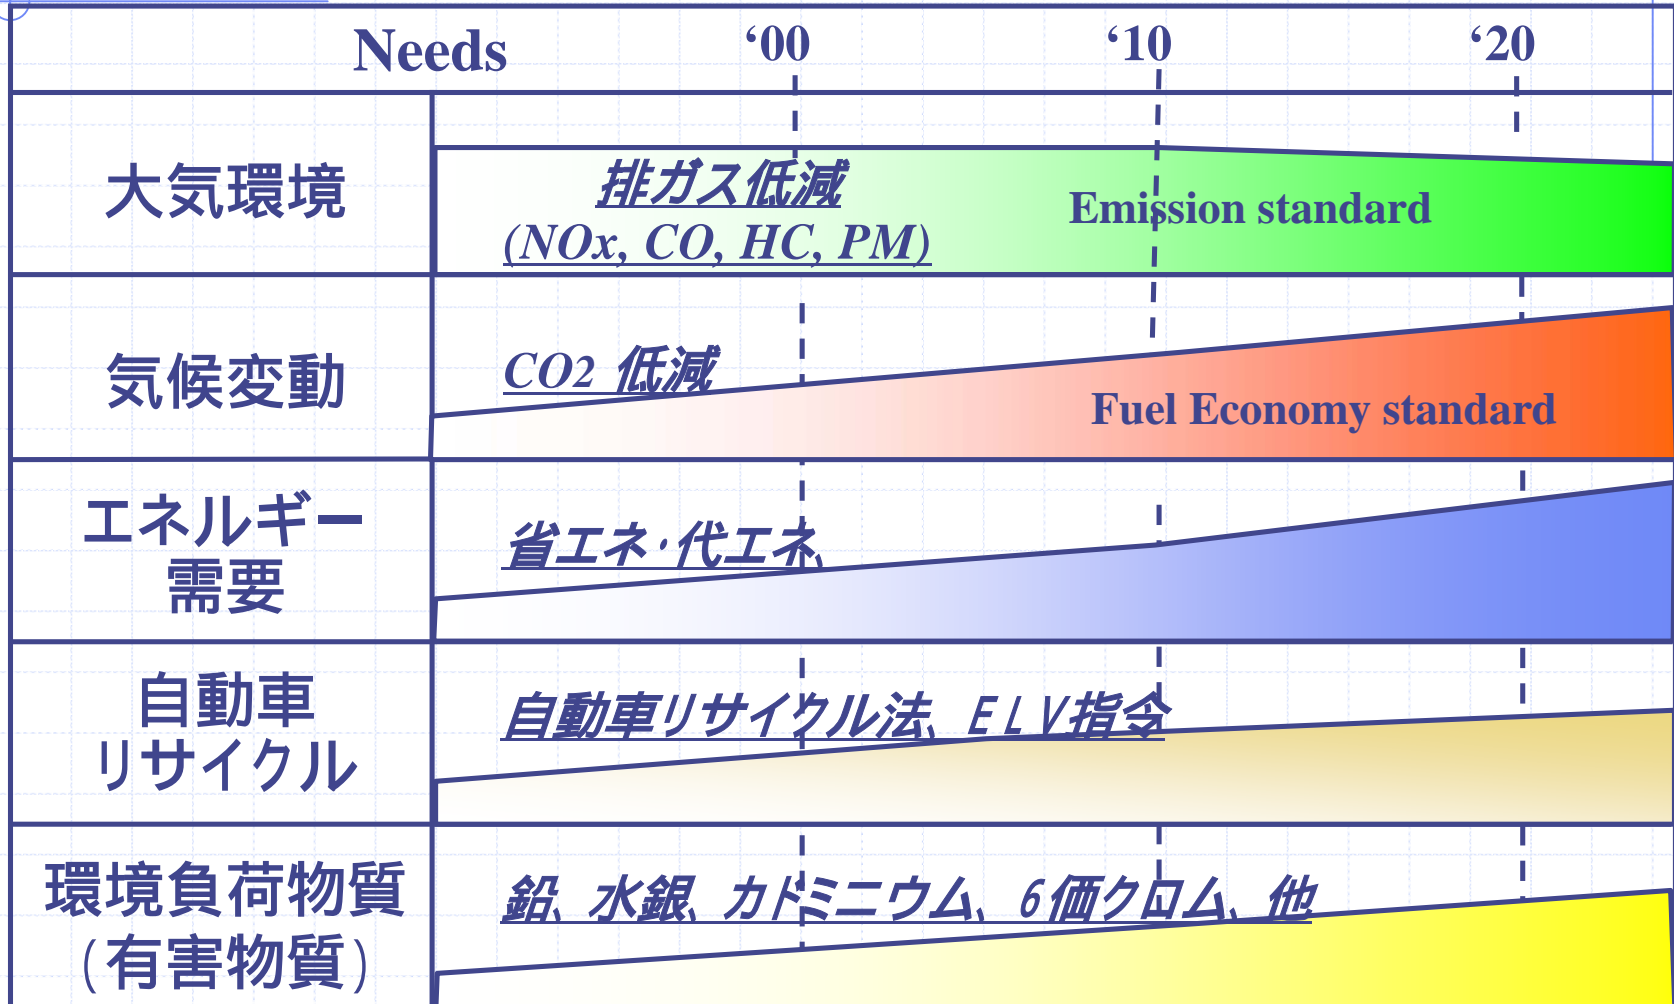 Needs ‘00 ‘10 ‘20
大気環境
排ガス低減
(NOx, CO, HC, PM)
Emission standard
気候変動
CO2 低減
Fuel Economy standard
エネルギー
需要
省エネ・代エネ、
自動車
リサイクル
自動車リサイクル法、ELV指令
環境負荷物質
(有害物質)
鉛、水銀、カドミニウム、6価クロム、他